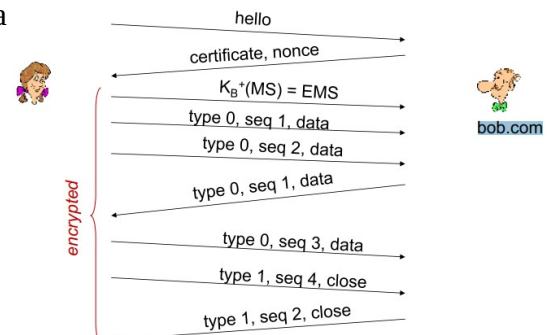 a
hello
certificate, nonce
K_B⁺(MS) = EMS
type 0, seq 1, data
type 0, seq 2, data
bob.com
type 0, seq 1, data
encrypted
type 0, seq 3, data
type 1, seq 4, close
type 1, seq 2, close